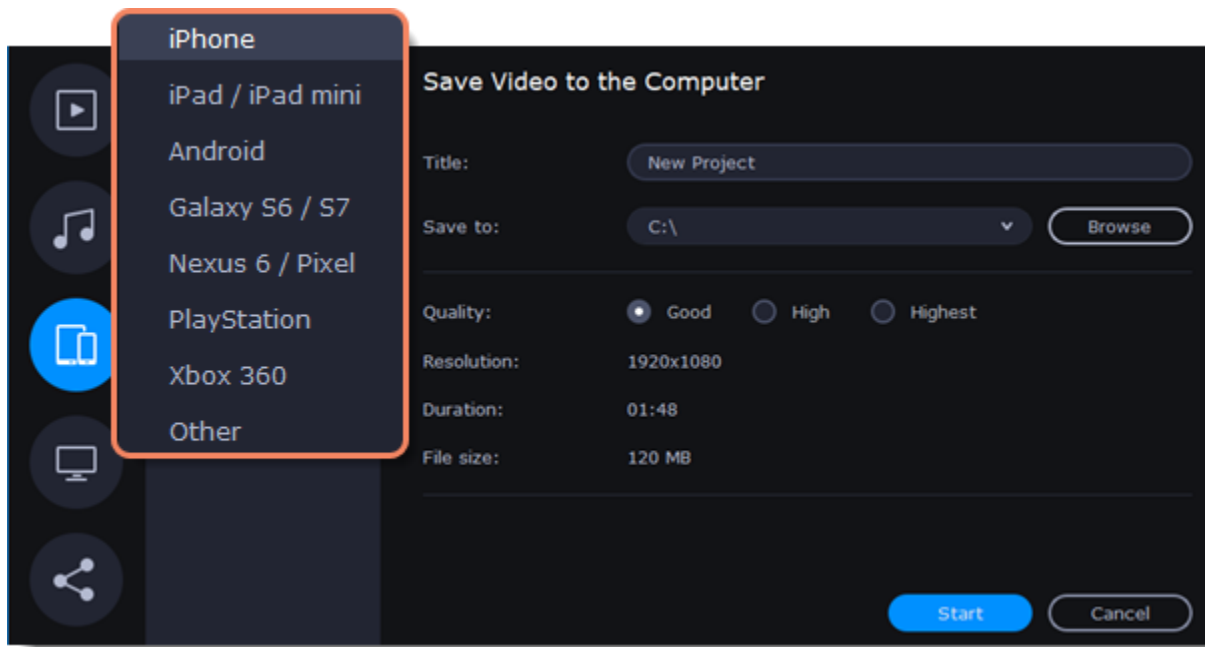 iPhone
iPad / iPad mini
Android
Galaxy S6 / S7
Nexus 6 / Pixel
PlayStation
Xbox 360
Other
Save Video to the Computer
Title: New Project
Save to: C:\ Browse
Quality: Good High Highest
Resolution: 1920x1080
Duration: 01:48
File size: 120 MB
Start Cancel